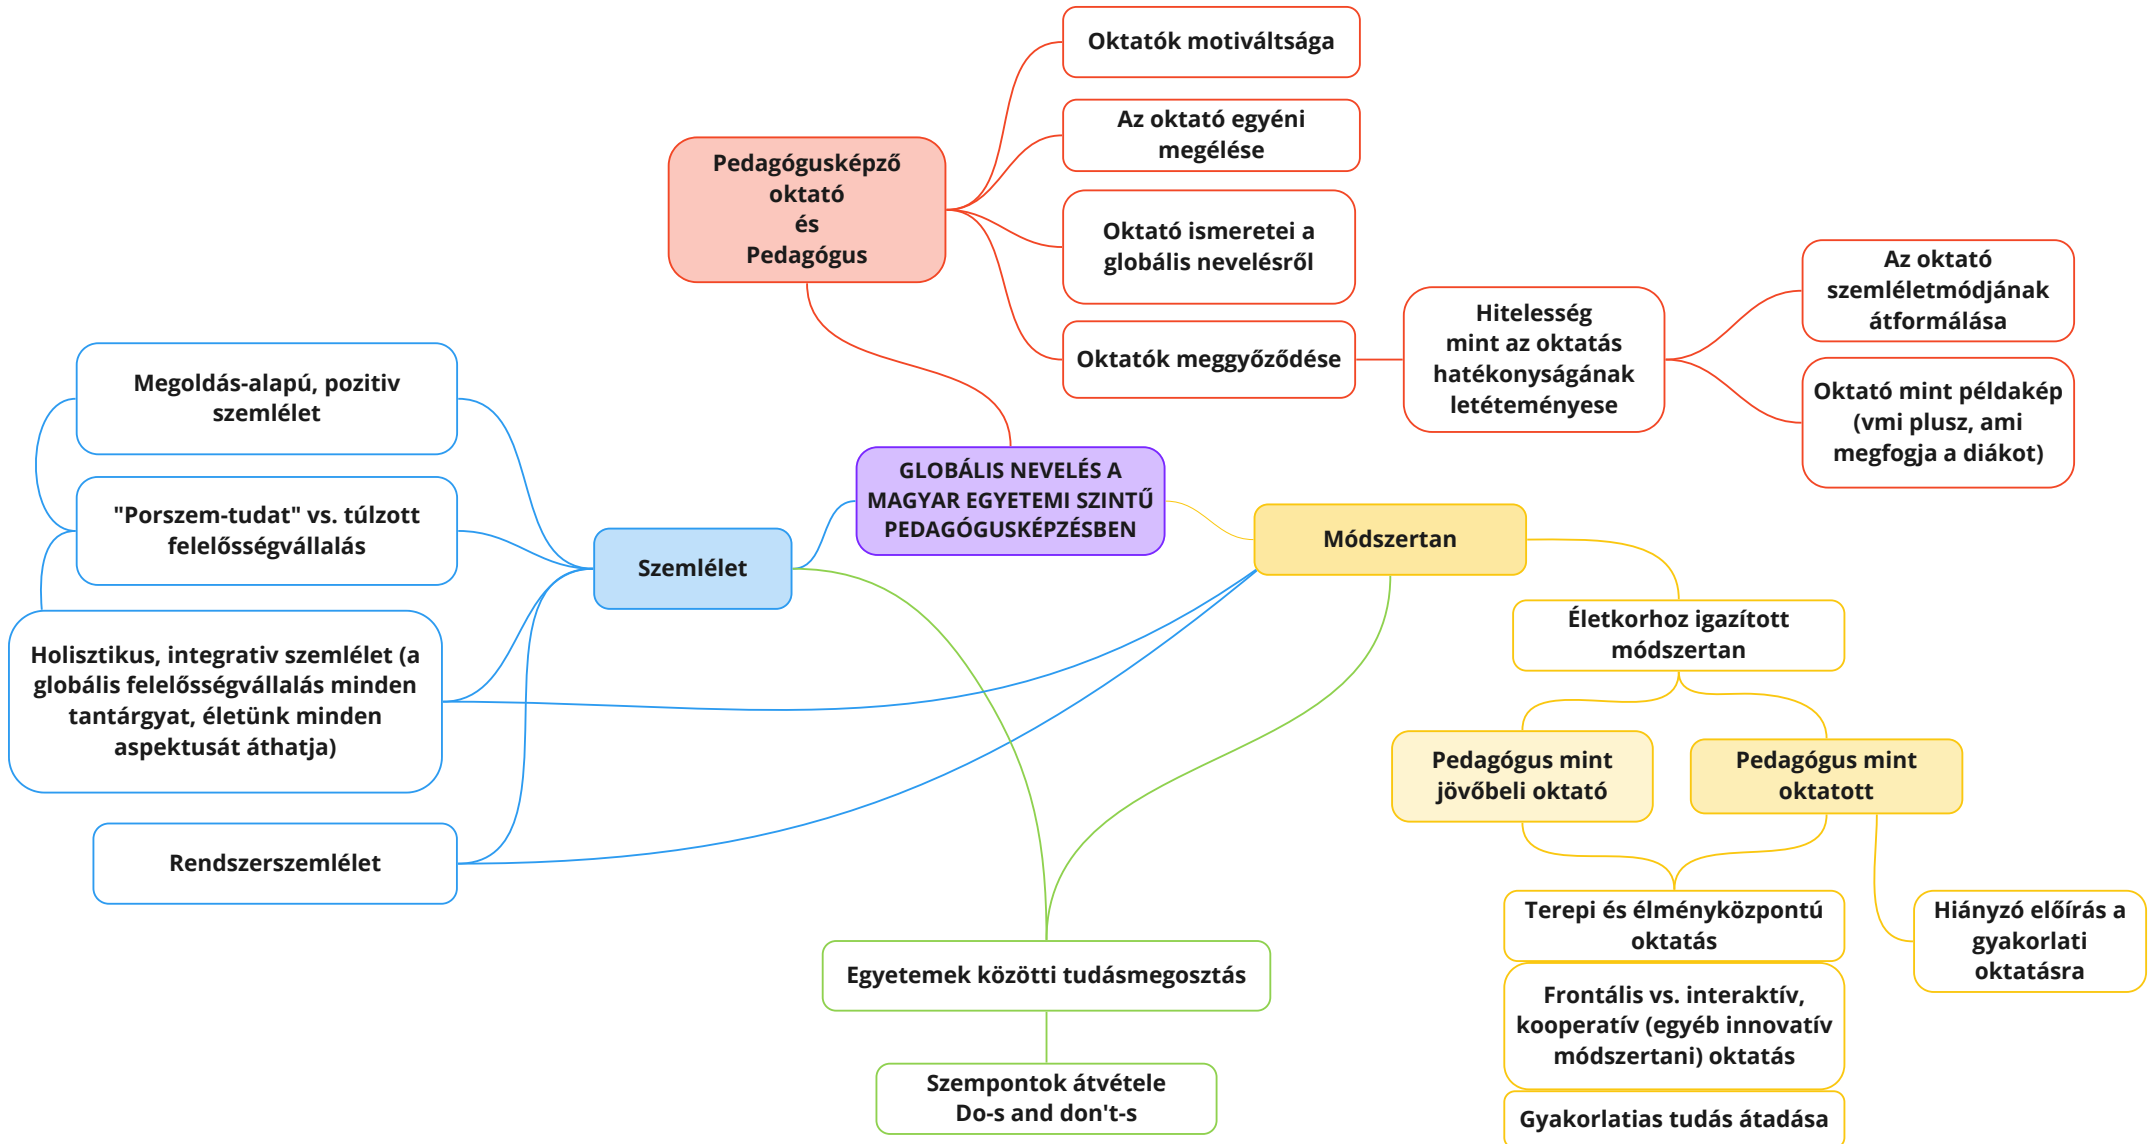 Oktatók motiváltsága
Az oktató egyéni
megélése
Pedagógusképző
oktató
és
Pedagógus
Oktató ismeretei a
globális nevelésről
Oktatók meggyőződése
Hitelesség
mint az oktatás
hatékonyságának
letéteményese
Az oktató
szemléletmódjának
átformálása
Oktató mint példakép
(vmi plusz, ami
megfogja a diákot)
GLOBÁLIS NEVELÉS A
MAGYAR EGYETEMI SZINTŰ
PEDAGÓGUSKÉPZÉSBEN
Szemlélet
Megoldás-alapú, pozitiv
szemlélet
"Porszem-tudat" vs. túlzott
felelősségvállalás
Holisztikus, integrativ szemlélet (a
globális felelősségvállalás minden
tantárgyat, életünk minden
aspektusát áthatja)
Rendszerszemlélet
Módszertan
Életkorhoz igazított
módszertan
Pedagógus mint
jövőbeli oktató
Pedagógus mint
oktatott
Terepi és élményközpontú
oktatás
Frontális vs. interaktív,
kooperatív (egyéb innovatív
módszertani) oktatás
Gyakorlatias tudás átadása
Hiányzó előírás a
gyakorlati
oktatásra
Egyetemek közötti tudásmegosztás
Szempontok átvétele
Do-s and don't-s